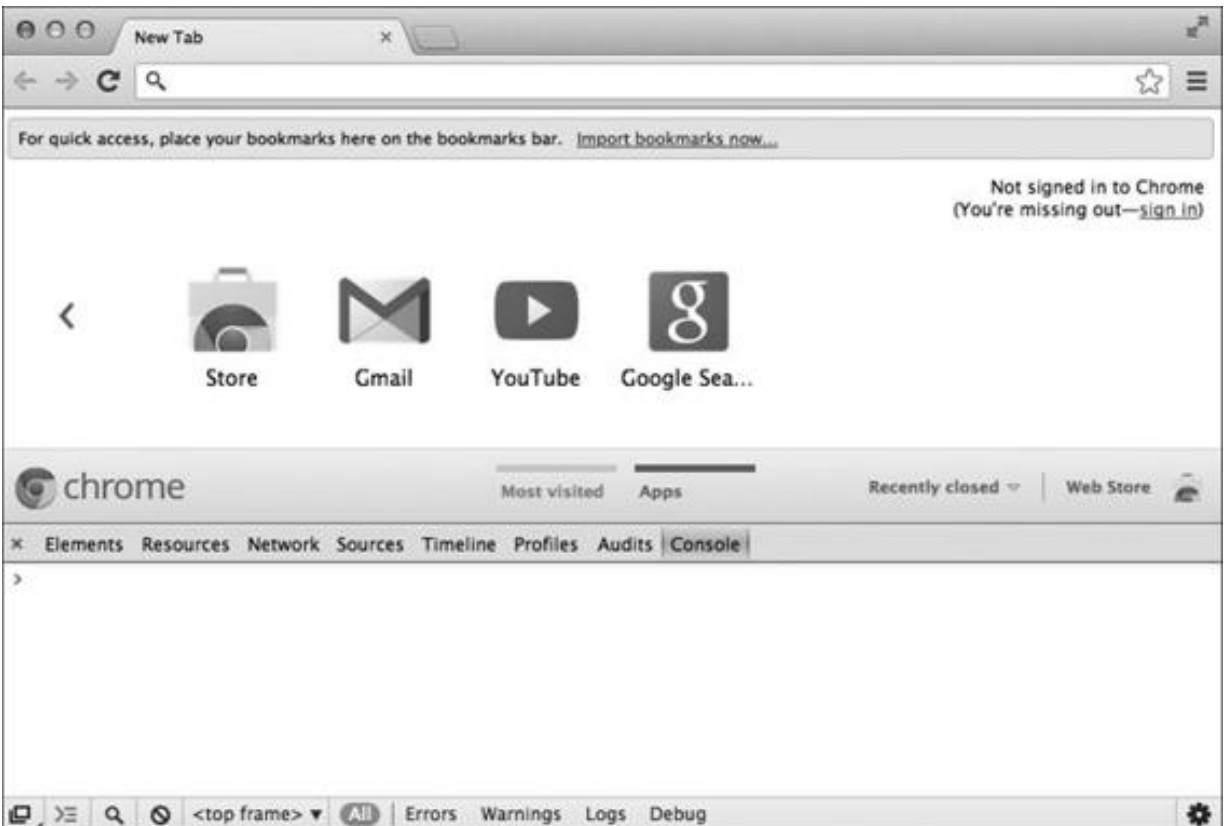 New Tab
For quick access, place your bookmarks here on the bookmarks bar. Import bookmarks now...
Not signed in to Chrome
(You're missing out—sign in)
Store Gmail YouTube Google Sea...
chrome Most visited Apps Recently closed Web Store
× Elements Resources Network Sources Timeline Profiles Audits Console
>
<top frame> ▼ All Errors Warnings Logs Debug